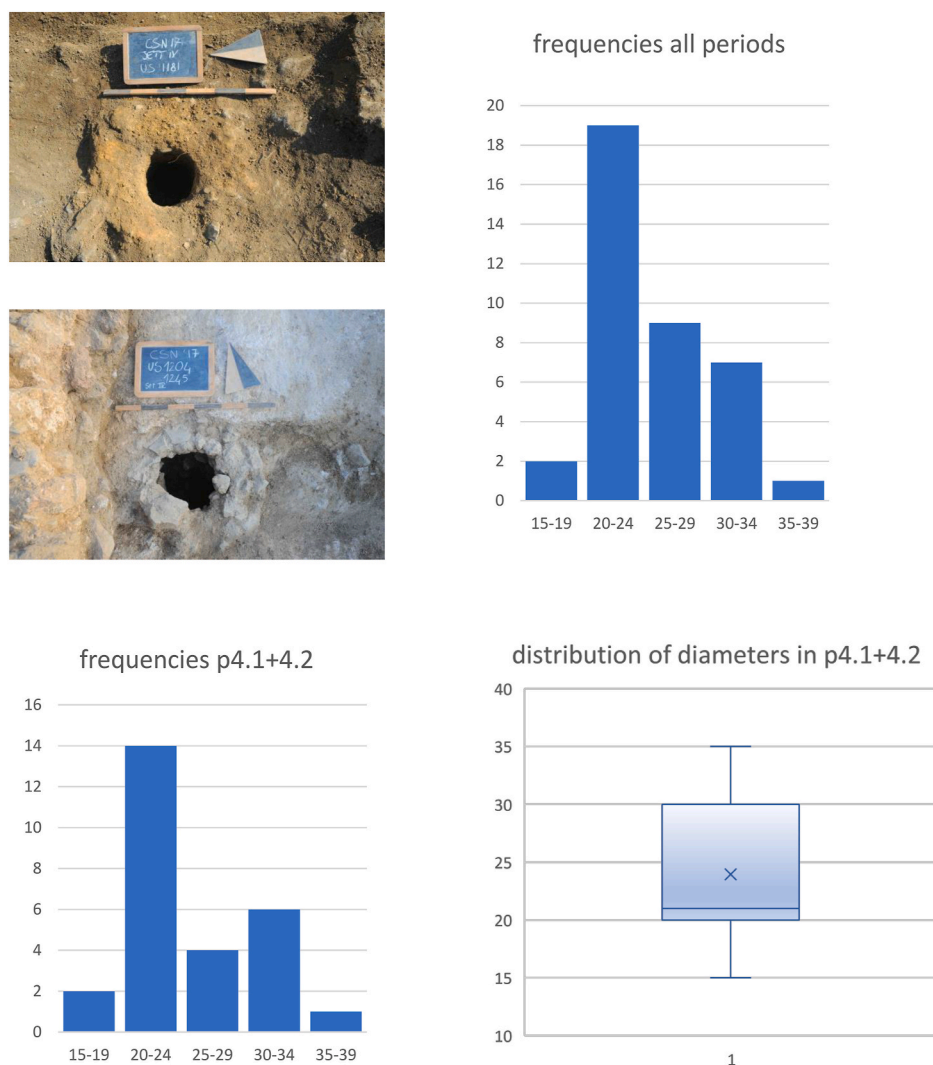 CSN 17
SETT IV
US 1181
CSN '17
US1204
1245
SETT IV
frequencies all periods
20
18
16
14
12
10
8
6
4
2
0
15-19 20-24 25-29 30-34 35-39
frequencies p4.1+4.2
16
14
12
10
8
6
4
2
0
15-19 20-24 25-29 30-34 35-39
distribution of diameters in p4.1+4.2
40
35
30
25
20
15
10
1